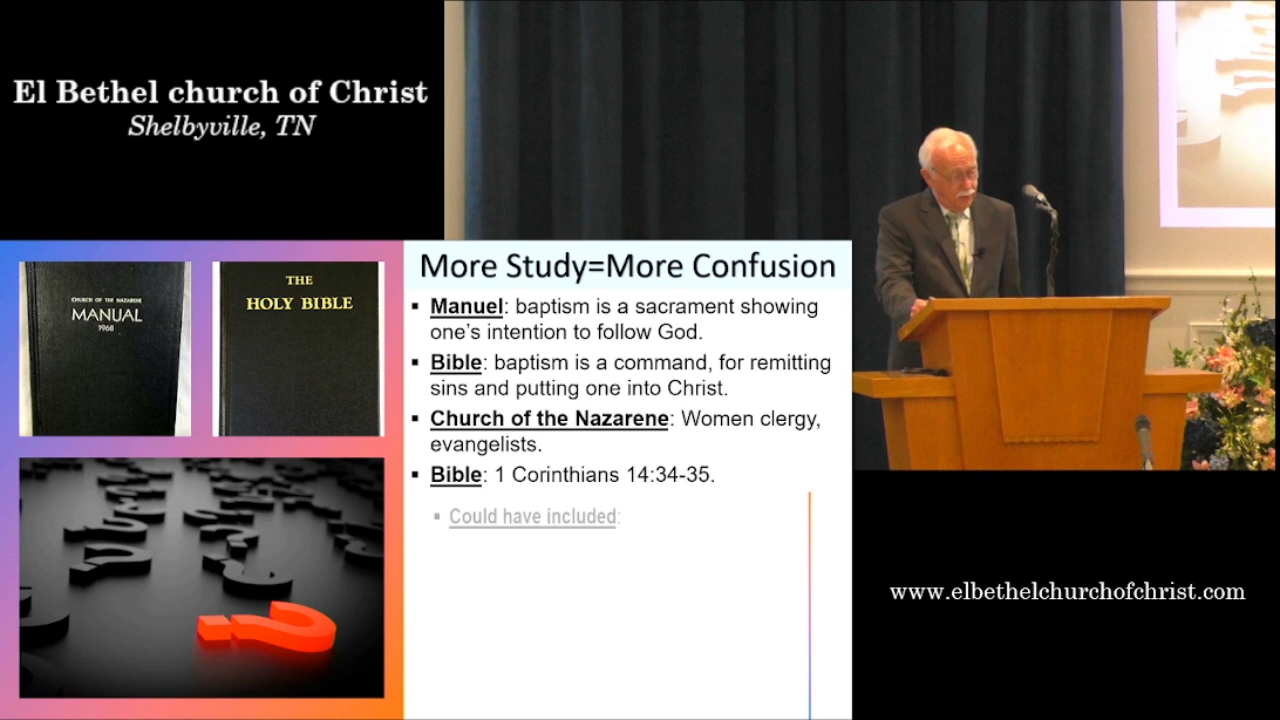 El Bethel church of Christ
Shelbyville, TN
CHURCH OF THE NAZARENE
MANUAL
1968
THE
HOLY BIBLE
More Study=More Confusion
▪ Manuel: baptism is a sacrament showing
one's intention to follow God.
▪ Bible: baptism is a command, for remitting
sins and putting one into Christ.
▪ Church of the Nazarene: Women clergy,
evangelists.
▪ Bible: 1 Corinthians 14:34-35.
▪ Could have included:
www.elbethelchurchofchrist.com